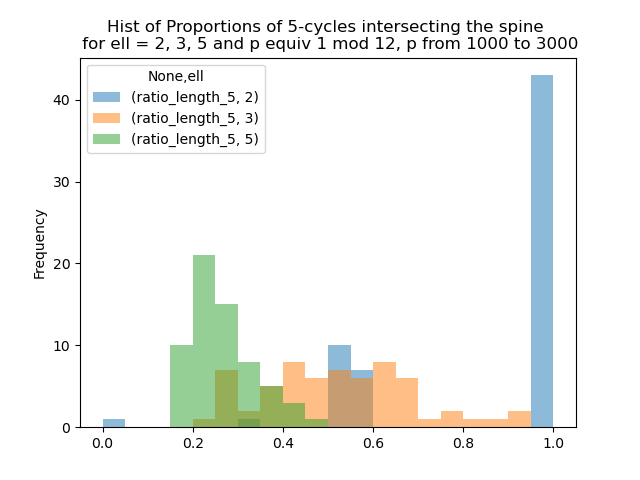 Hist of Proportions of 5-cycles intersecting the spine
for ell = 2, 3, 5 and p equiv 1 mod 12, p from 1000 to 3000
None,ell
(ratio_length_5, 2)
(ratio_length_5, 3)
(ratio_length_5, 5)
Frequency
40
30
20
10
0
0.0 0.2 0.4 0.6 0.8 1.0